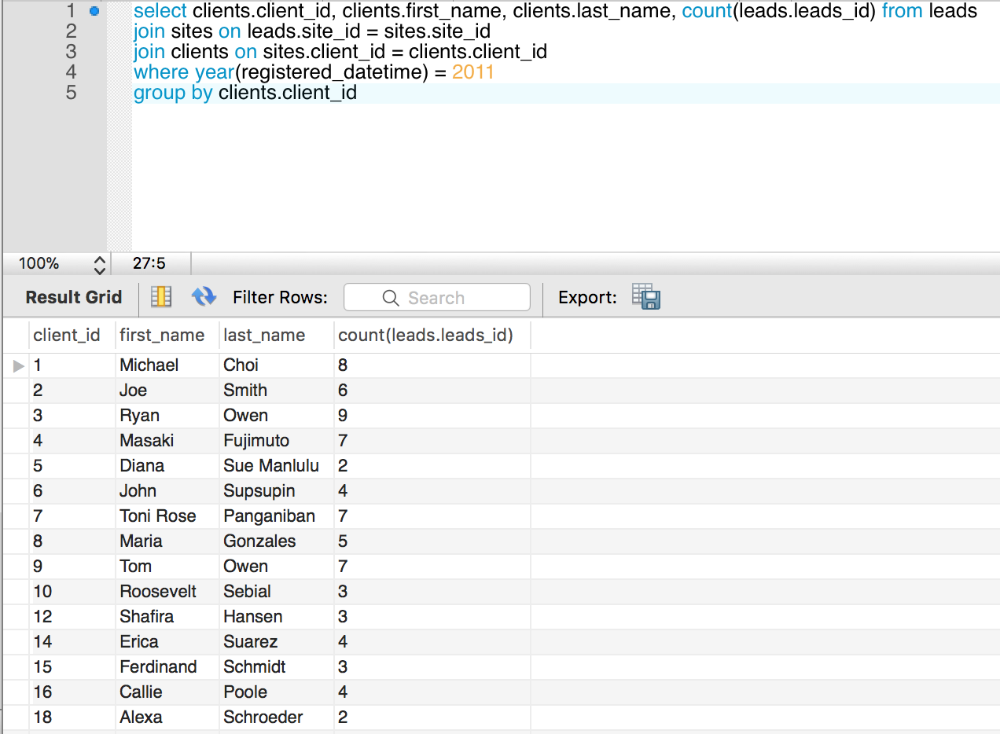 1 select clients.client_id, clients.first_name, clients.last_name, count(leads.leads_id) from leads
2 join sites on leads.site_id = sites.site_id
3 join clients on sites.client_id = clients.client_id
4 where year(registered_datetime) = 2011
5 group by clients.client_id
100% 27:5
Result Grid Filter Rows: Search Export:
client_id first_name last_name count(leads.leads_id)
1 Michael Choi 8
2 Joe Smith 6
3 Ryan Owen 9
4 Masaki Fujimuto 7
5 Diana Sue Manlulu 2
6 John Supsupin 4
7 Toni Rose Panganiban 7
8 Maria Gonzales 5
9 Tom Owen 7
10 Roosevelt Sebial 3
12 Shafira Hansen 3
14 Erica Suarez 4
15 Ferdinand Schmidt 3
16 Callie Poole 4
18 Alexa Schroeder 2